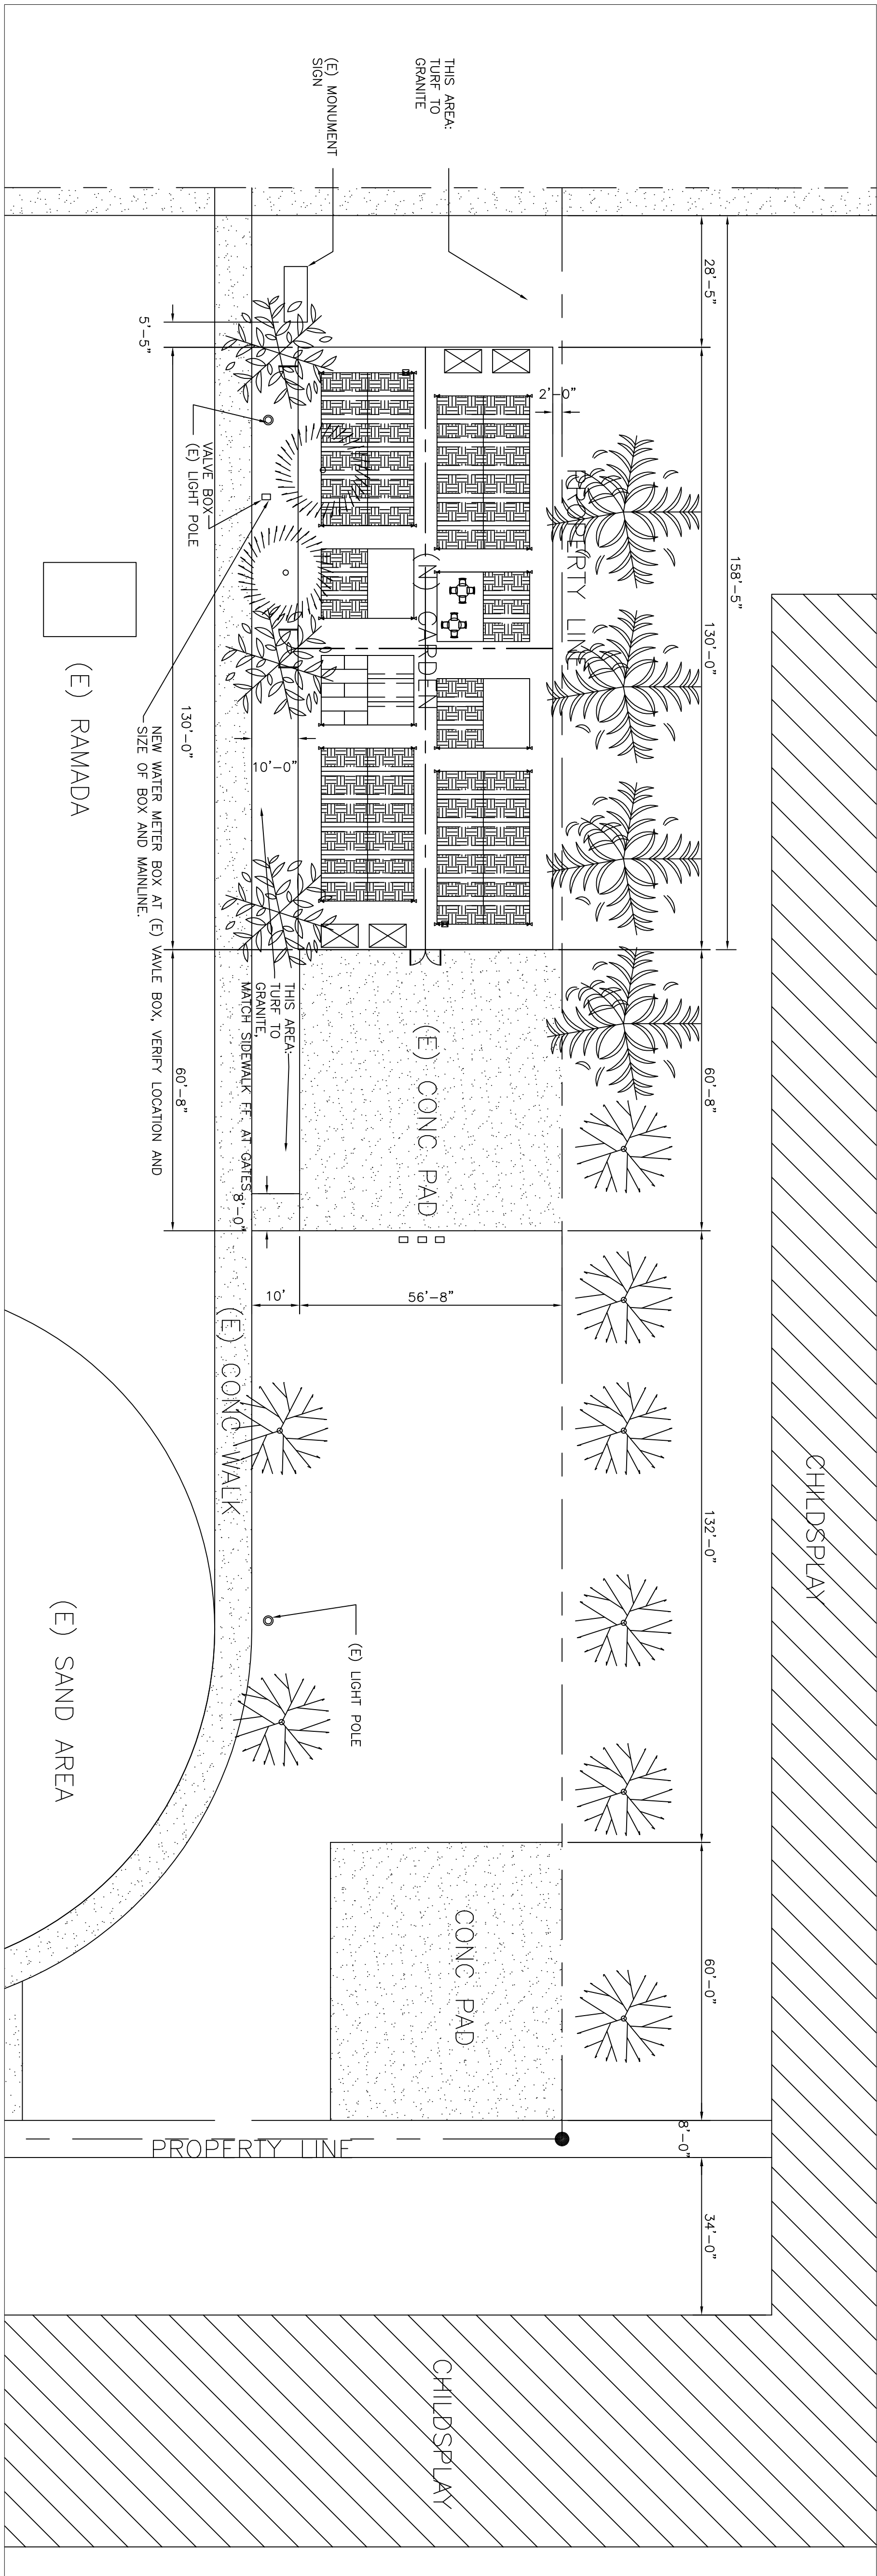 THIS AREA:
TURF TO
GRANITE
(E) MONUMENT
SIGN
28'-5"
158'-5"
130'-0"
5'-5"
2'-0"
PROPERTY LINE
VALVE BOX
(E) LIGHT POLE
(N) GARDEN
(E) RAMADA
130'-0"
10'-0"
NEW WATER METER BOX AT (E) VAVLE BOX, VERIFY LOCATION AND
SIZE OF BOX AND MAINLINE.
THIS AREA:
TURF TO
GRANITE,
MATCH SIDEWALK FF. AT GATES
(E) CONC PAD
60'-8"
60'-8"
8'-0"
10'
56'-8"
(E) CONC WALK
132'-0"
CHILDSPLAY
(E) SAND AREA
(E) LIGHT POLE
CONC PAD
60'-0"
PROPERTY LINE
8'-0"
34'-0"
CHILDSPLAY